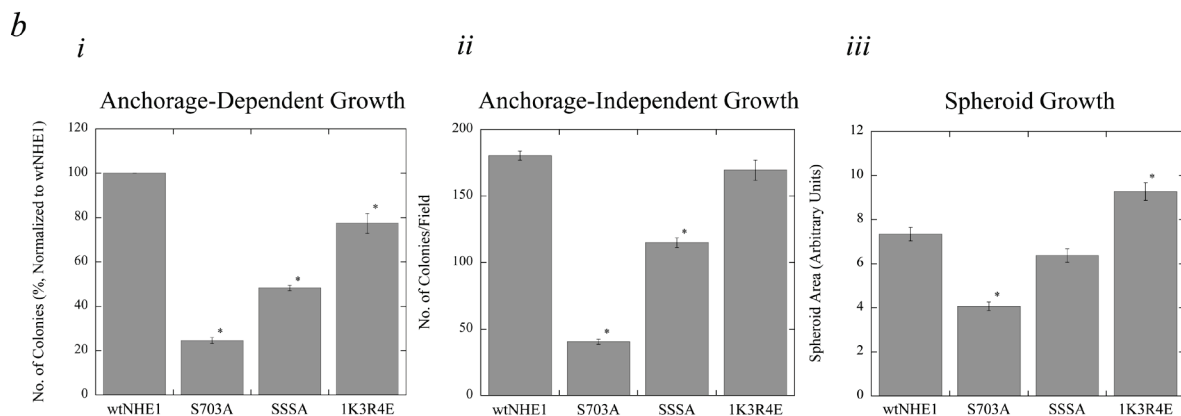 b
i
ii
iii
Anchorage-Dependent Growth
No. of Colonies (%, Normalized to wtNHE1)
120
100
80
60
40
20
0
*
*
*
wtNHE1 S703A SSSA 1K3R4E
Anchorage-Independent Growth
No. of Colonies/Field
200
150
100
50
0
*
*
wtNHE1 S703A SSSA 1K3R4E
Spheroid Growth
Spheroid Area (Arbitrary Units)
12
10
8
6
4
2
0
*
*
wtNHE1 S703A SSSA 1K3R4E